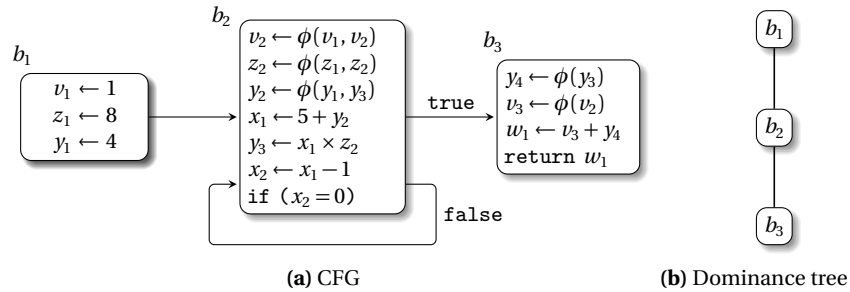 b₁
v₁ ← 1
z₁ ← 8
y₁ ← 4
b₂
v₂ ← ϕ(v₁, v₂)
z₂ ← ϕ(z₁, z₂)
y₂ ← ϕ(y₁, y₃)
x₁ ← 5 + y₂
y₃ ← x₁ × z₂
x₂ ← x₁ − 1
if (x₂ = 0)
true
false
b₃
y₄ ← ϕ(y₃)
v₃ ← ϕ(v₂)
w₁ ← v₃ + y₄
return w₁
(a) CFG
b₁
b₂
b₃
(b) Dominance tree